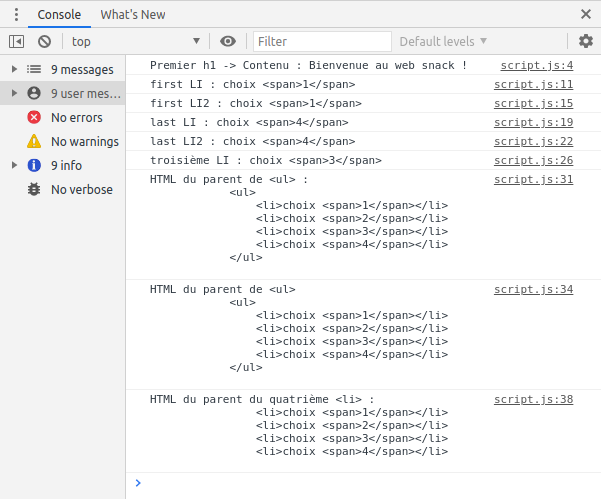 Console What's New
top Filter Default levels
9 messages
9 user mes…
No errors
No warnings
9 info
No verbose
Premier h1 -> Contenu : Bienvenue au web snack ! script.js:4
first LI : choix <span>1</span> script.js:11
first LI2 : choix <span>1</span> script.js:15
last LI : choix <span>4</span> script.js:19
last LI2 : choix <span>4</span> script.js:22
troisième LI : choix <span>3</span> script.js:26
HTML du parent de <ul> : script.js:31
<ul>
<li>choix <span>1</span></li>
<li>choix <span>2</span></li>
<li>choix <span>3</span></li>
<li>choix <span>4</span></li>
</ul>
HTML du parent de <ul> script.js:34
<ul>
<li>choix <span>1</span></li>
<li>choix <span>2</span></li>
<li>choix <span>3</span></li>
<li>choix <span>4</span></li>
</ul>
HTML du parent du quatrième <li> : script.js:38
<li>choix <span>1</span></li>
<li>choix <span>2</span></li>
<li>choix <span>3</span></li>
<li>choix <span>4</span></li>